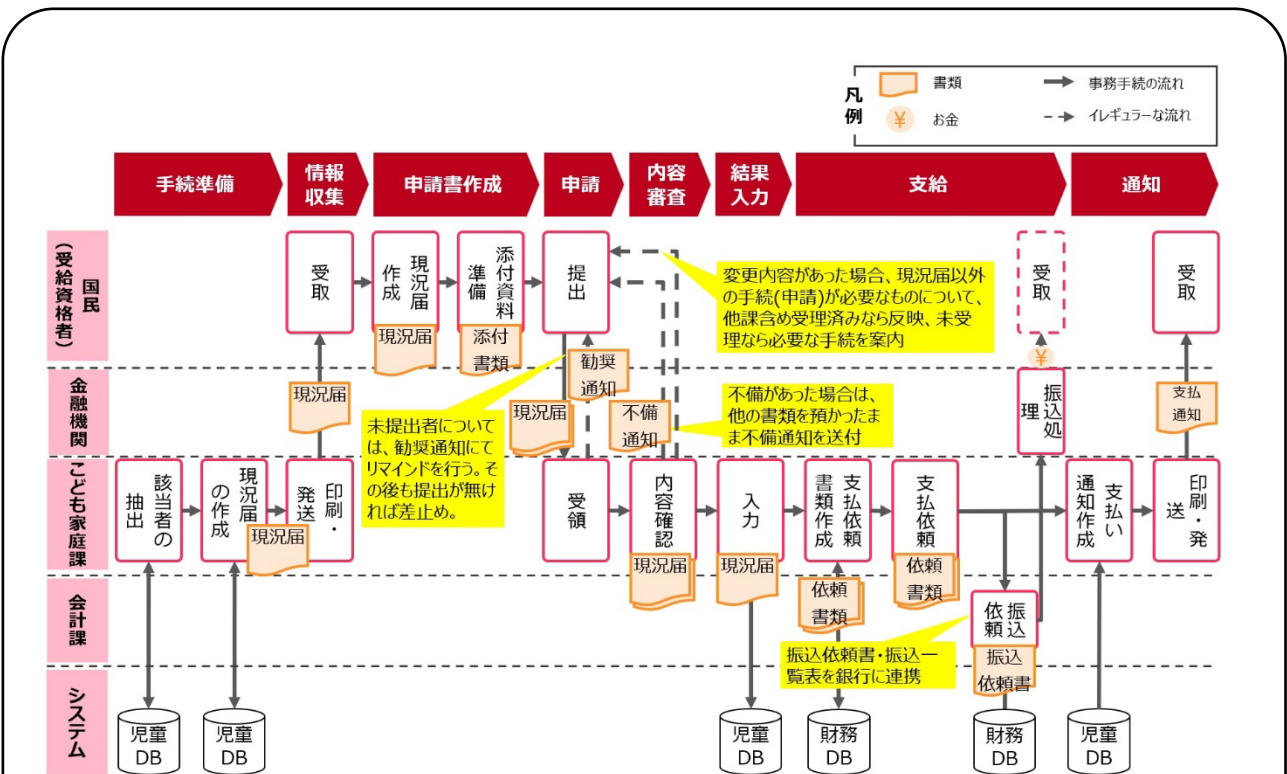 凡例
書類
事務手続の流れ
¥
お金
イレギュラーな流れ
手続準備
情報
収集
申請書作成
申請
内容
審査
結果
入力
支給
通知
国民
(受給資格者)
受取
現況届
作成
添付資料
準備
提出
変更内容があった場合、現況届以外
の手続(申請)が必要なものについて、
他課含め受理済みなら反映、未受
理なら必要な手続を案内
受取
受取
現況届
添付
書類
勧奨
通知
¥
金融機関
現況届
現況届
不備
通知
不備があった場合は、
他の書類を預かったま
ま不備通知を送付
振込処
理
支払
通知
未提出者について
は、勧奨通知にて
リマインドを行う。そ
の後も提出が無け
れば差止め。
こども家庭課
該当者の
抽出
現況届
の作成
印刷・
発送
受領
内容確認
入力
支払依頼
書類作成
支払依頼
支払い
通知作成
印刷・発
送
現況届
現況届
現況届
依頼
書類
依頼
書類
会計課
振込
依頼
振込依頼書・振込一
覧表を銀行に連携
振込
依頼書
システム
児童
DB
児童
DB
児童
DB
財務
DB
財務
DB
児童
DB